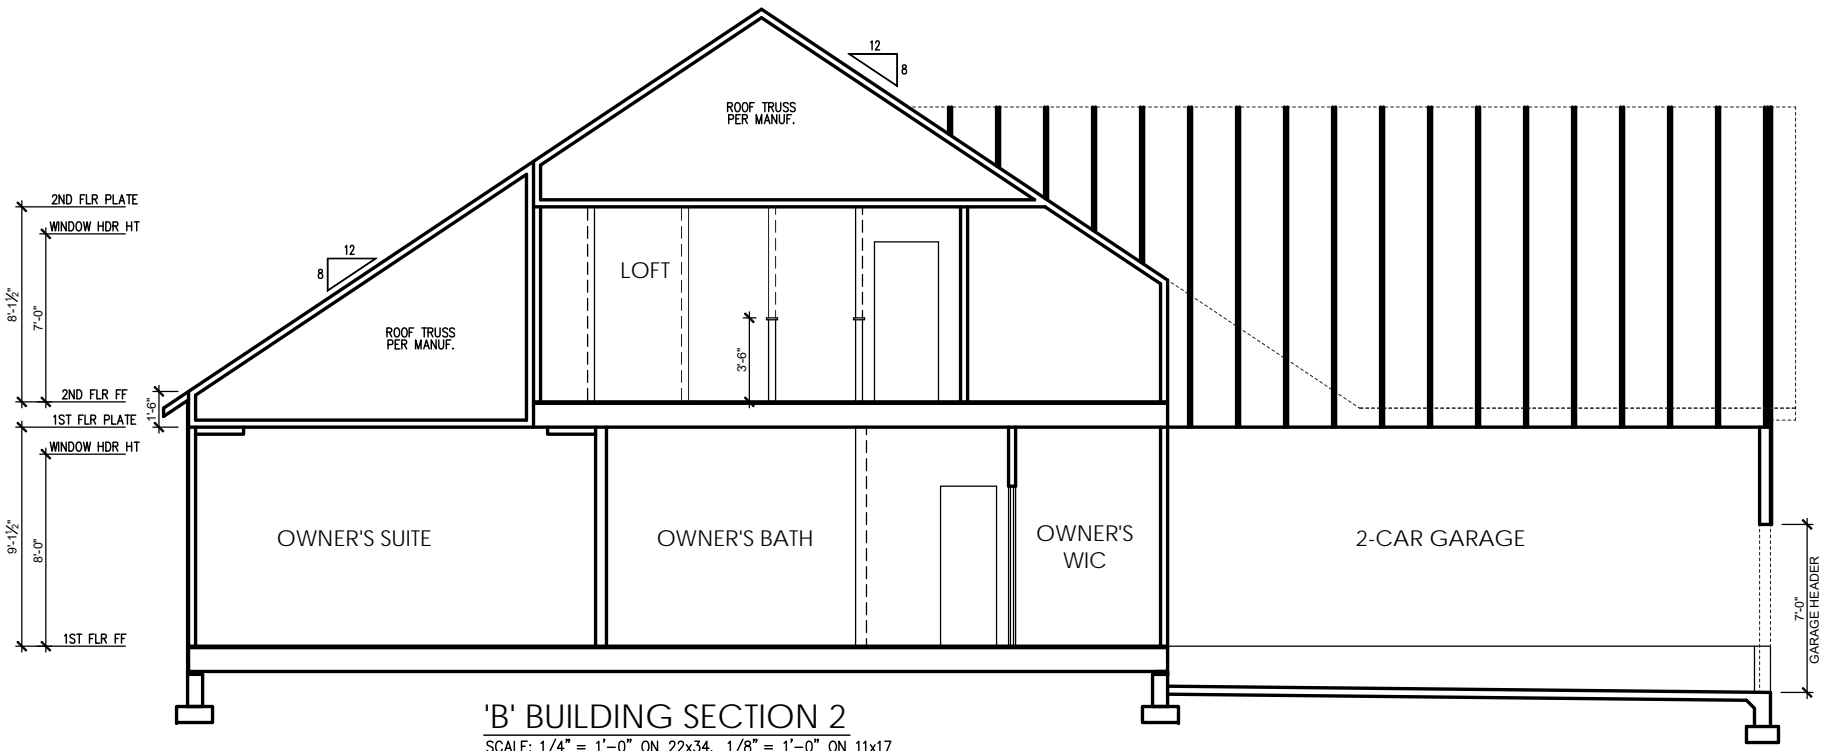 12
8
ROOF TRUSS
PER MANUF.
2ND FLR PLATE
WINDOW HDR HT
12
8
LOFT
8'-1½"
7'-0"
ROOF TRUSS
PER MANUF.
3'-6"
2ND FLR FF
1'-6"
1ST FLR PLATE
WINDOW HDR HT
9'-1½"
8'-0"
OWNER'S SUITE
OWNER'S BATH
OWNER'S
WIC
2-CAR GARAGE
7'-0"
GARAGE HEADER
1ST FLR FF
'B' BUILDING SECTION 2
SCALE: 1/4" = 1'-0" ON 22x34, 1/8" = 1'-0" ON 11x17